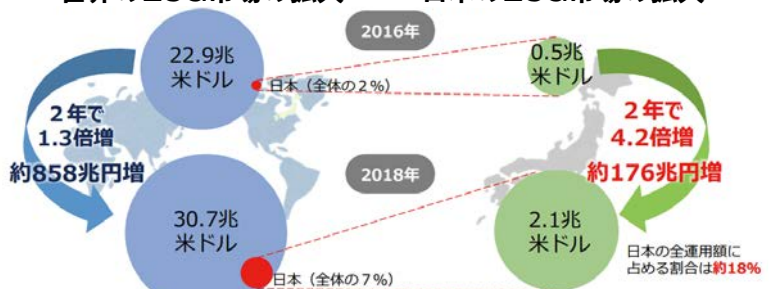 2016年
22.9兆
米ドル
日本（全体の２％）
0.5兆
米ドル
２年で
1.3倍増
約858兆円増
２年で
4.2倍増
約176兆円増
2018年
30.7兆
米ドル
日本（全体の７％）
2.1兆
米ドル
日本の全運用額に
占める割合は約18%